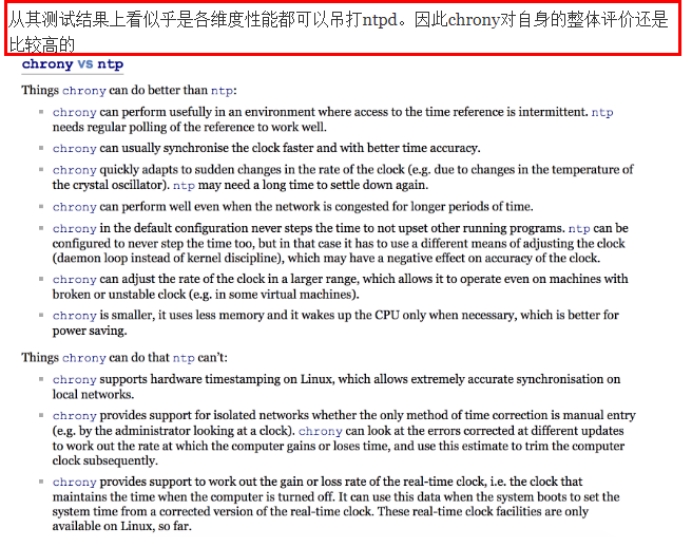 从其测试结果上看似乎是各维度性能都可以吊打ntpd。因此chrony对自身的整体评价还是
比较高的
chrony vs ntp
Things chrony can do better than ntp:
chrony can perform usefully in an environment where access to the time reference is intermittent. ntp
needs regular polling of the reference to work well.
chrony can usually synchronise the clock faster and with better time accuracy.
chrony quickly adapts to sudden changes in the rate of the clock (e.g. due to changes in the temperature of
the crystal oscillator). ntp may need a long time to settle down again.
chrony can perform well even when the network is congested for longer periods of time.
chrony in the default configuration never steps the time to not upset other running programs. ntp can be
configured to never step the time too, but in that case it has to use a different means of adjusting the clock
(daemon loop instead of kernel discipline), which may have a negative effect on accuracy of the clock.
chrony can adjust the rate of the clock in a larger range, which allows it to operate even on machines with
broken or unstable clock (e.g. in some virtual machines).
chrony is smaller, it uses less memory and it wakes up the CPU only when necessary, which is better for
power saving.
Things chrony can do that ntp can't:
chrony supports hardware timestamping on Linux, which allows extremely accurate synchronisation on
local networks.
chrony provides support for isolated networks whether the only method of time correction is manual entry
(e.g. by the administrator looking at a clock). chrony can look at the errors corrected at different updates
to work out the rate at which the computer gains or loses time, and use this estimate to trim the computer
clock subsequently.
chrony provides support to work out the gain or loss rate of the real-time clock, i.e. the clock that
maintains the time when the computer is turned off. It can use this data when the system boots to set the
system time from a corrected version of the real-time clock. These real-time clock facilities are only
available on Linux, so far.